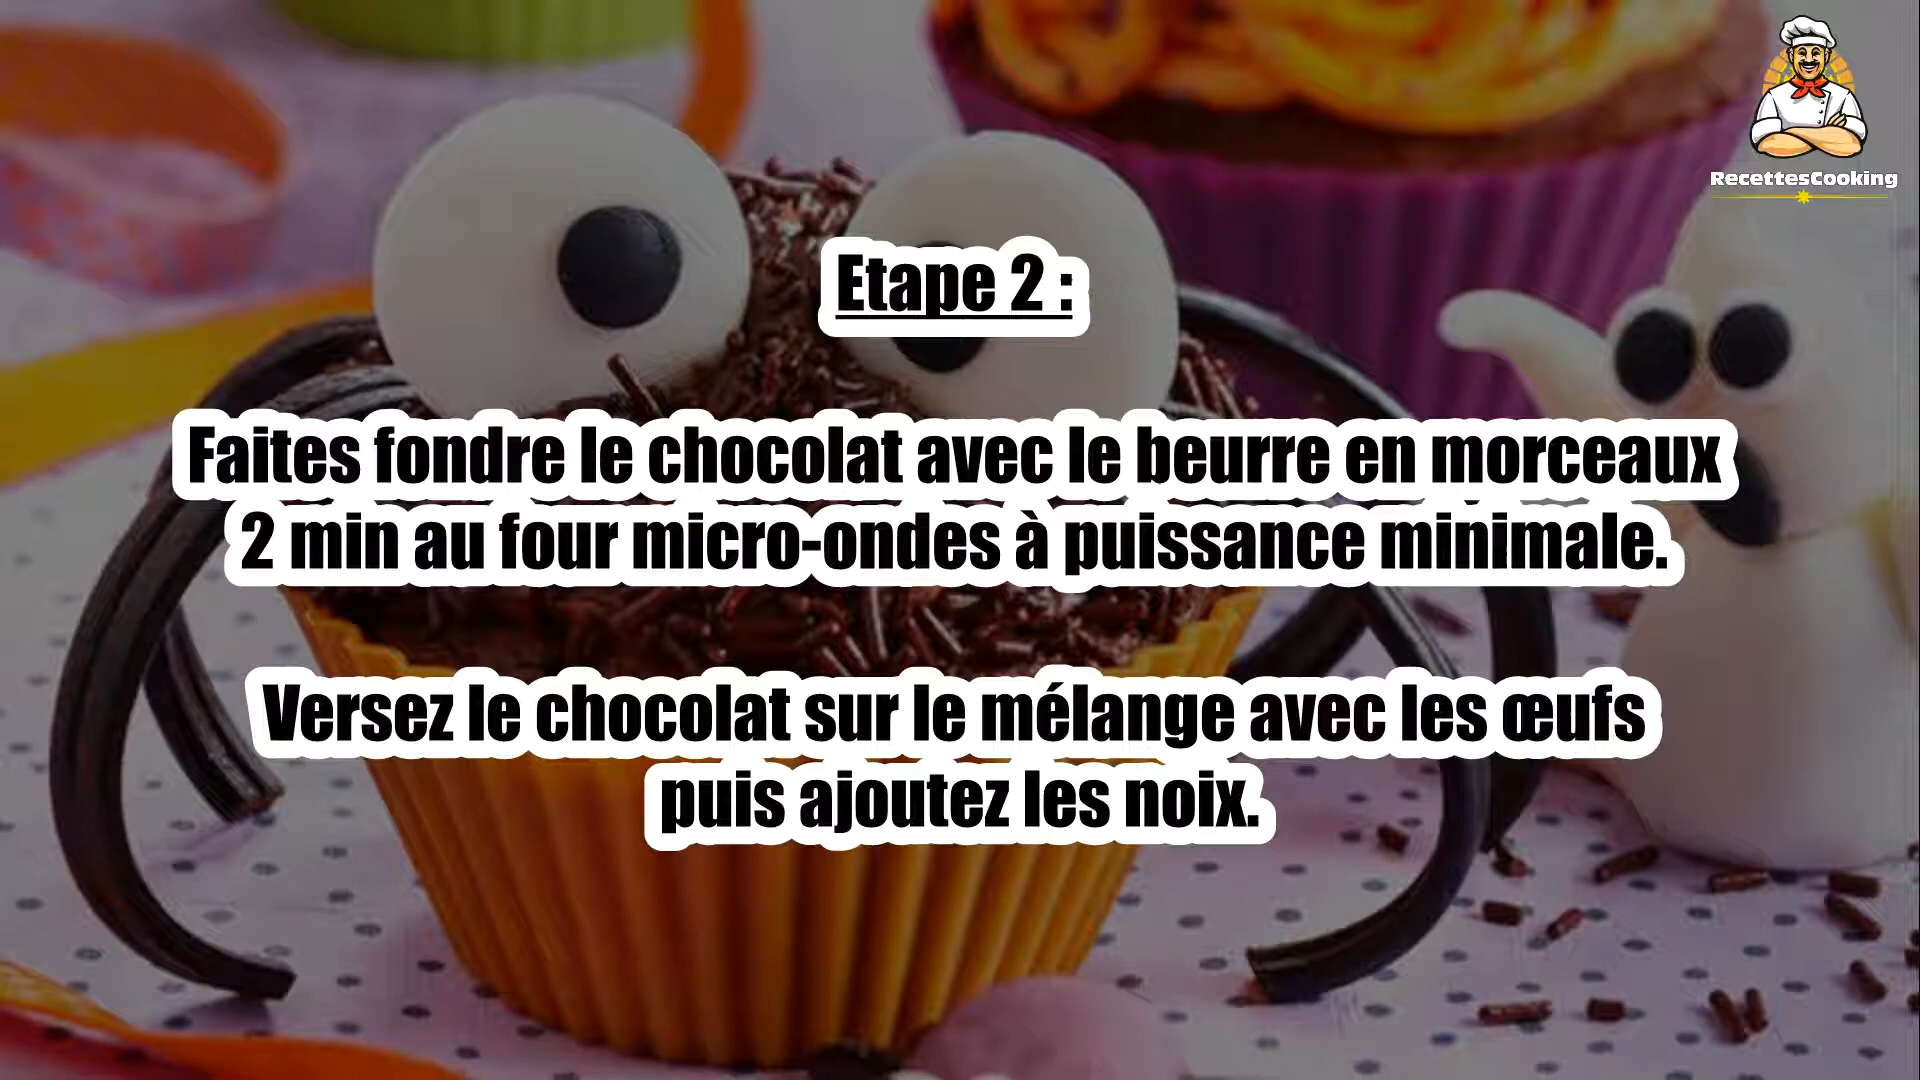 RecettesCooking
Etape 2 :
Faites fondre le chocolat avec le beurre en morceaux
2 min au four micro-ondes à puissance minimale.
Versez le chocolat sur le mélange avec les œufs
puis ajoutez les noix.